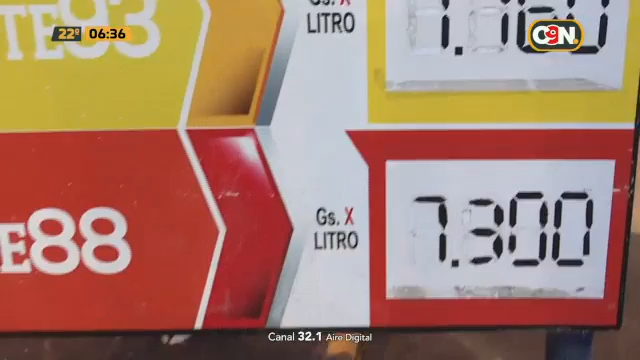 22º 06:36
C9N.
TE93
Gs. X
LITRO
E88
Gs. X
LITRO
7.300
Canal 32.1 Aire Digital